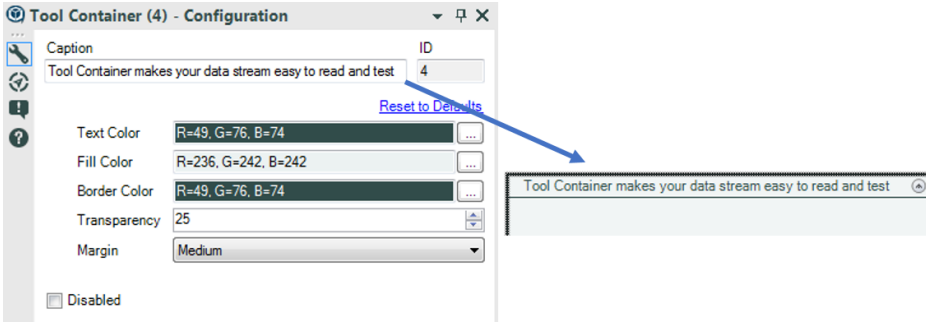 Tool Container (4) - Configuration
Caption
ID
Tool Container makes your data stream easy to read and test
4
Reset to Defaults
Text Color
R=49, G=76, B=74
...
Fill Color
R=236, G=242, B=242
...
Border Color
R=49, G=76, B=74
...
Transparency
25
Margin
Medium
Disabled
Tool Container makes your data stream easy to read and test